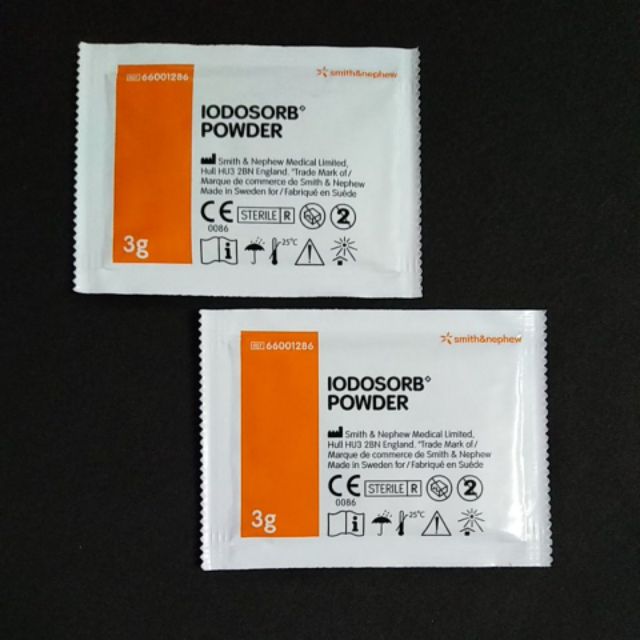 REF 66001286
smith&nephew
IODOSORB◊
POWDER
Smith & Nephew Medical Limited,
Hull HU3 2BN England. ◊Trade Mark of /
Marque de commerce de Smith & Nephew
Made in Sweden for / Fabriqué en Suède
CE STERILE R 2
0086
3g
i 25°C
REF 66001286
smith&nephew
IODOSORB◊
POWDER
Smith & Nephew Medical Limited,
Hull HU3 2BN England. ◊Trade Mark of /
Marque de commerce de Smith & Nephew
Made in Sweden for / Fabriqué en Suède
CE STERILE R 2
0086
3g
i 25°C